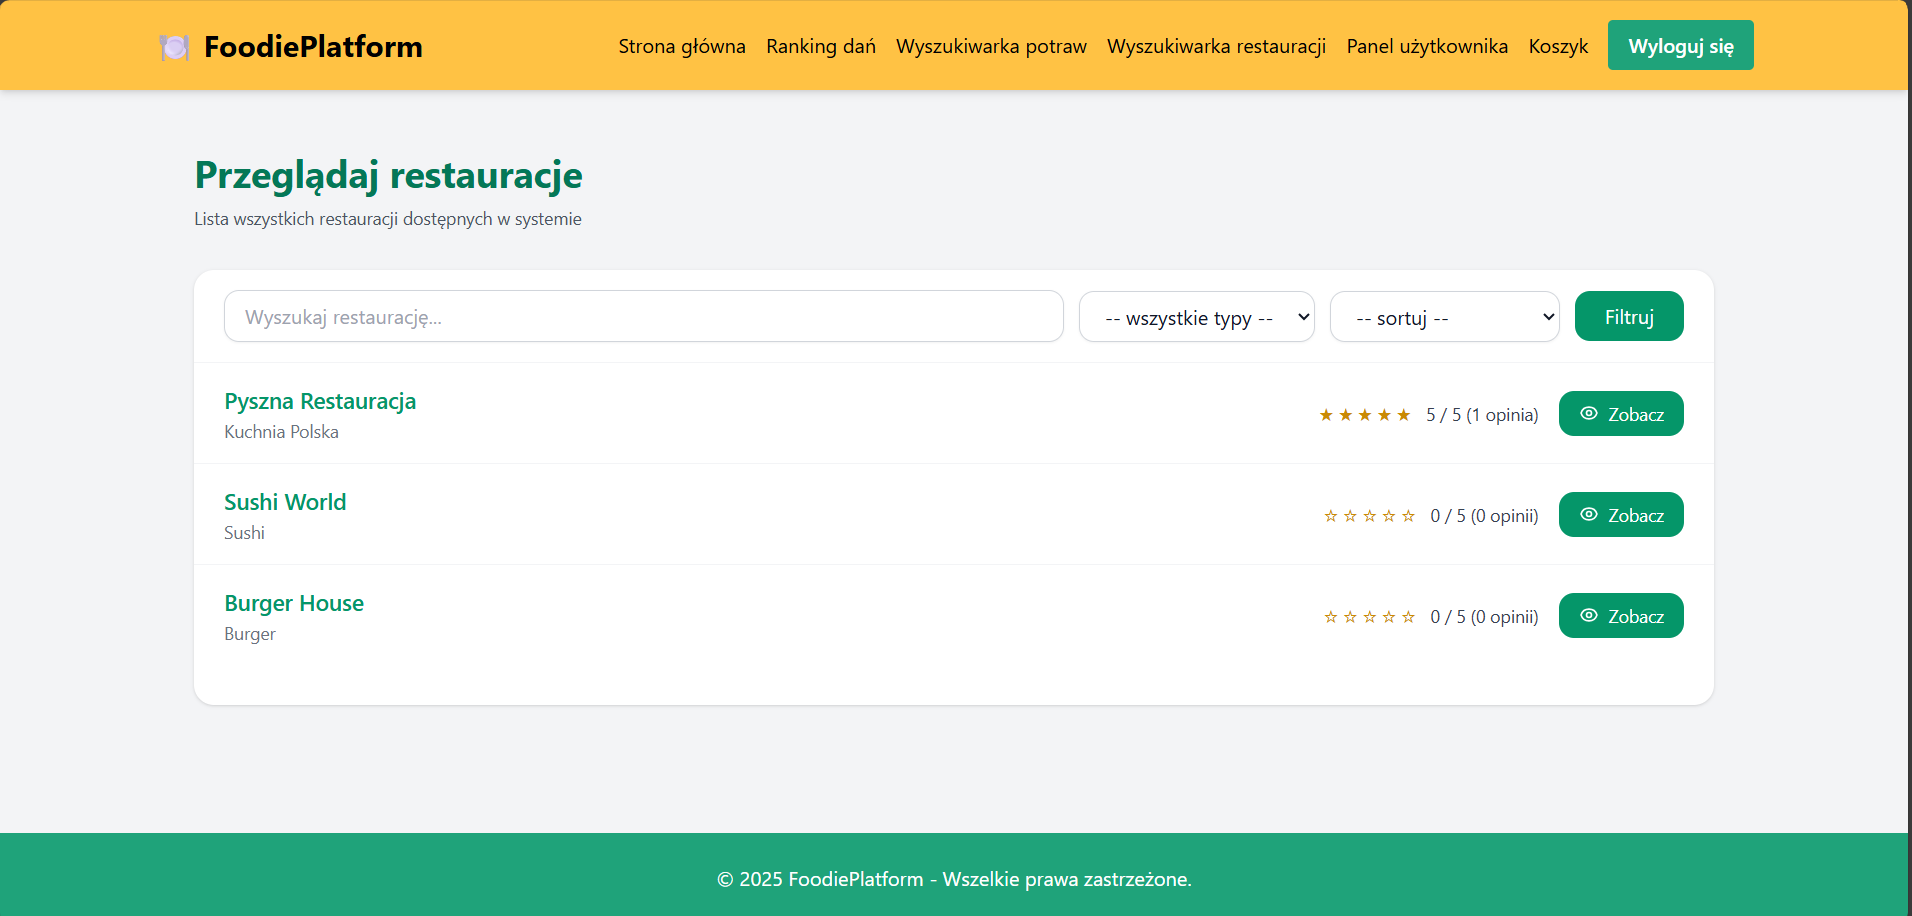 FoodiePlatform
Strona główna Ranking dań Wyszukiwarka potraw Wyszukiwarka restauracji Panel użytkownika Koszyk Wyloguj się
Przeglądaj restauracje
Lista wszystkich restauracji dostępnych w systemie
Wyszukaj restaurację... -- wszystkie typy -- -- sortuj -- Filtruj
Pyszna Restauracja
Kuchnia Polska
★★★★★ 5 / 5 (1 opinia) Zobacz
Sushi World
Sushi
☆☆☆☆☆ 0 / 5 (0 opinii) Zobacz
Burger House
Burger
☆☆☆☆☆ 0 / 5 (0 opinii) Zobacz
© 2025 FoodiePlatform - Wszelkie prawa zastrzeżone.